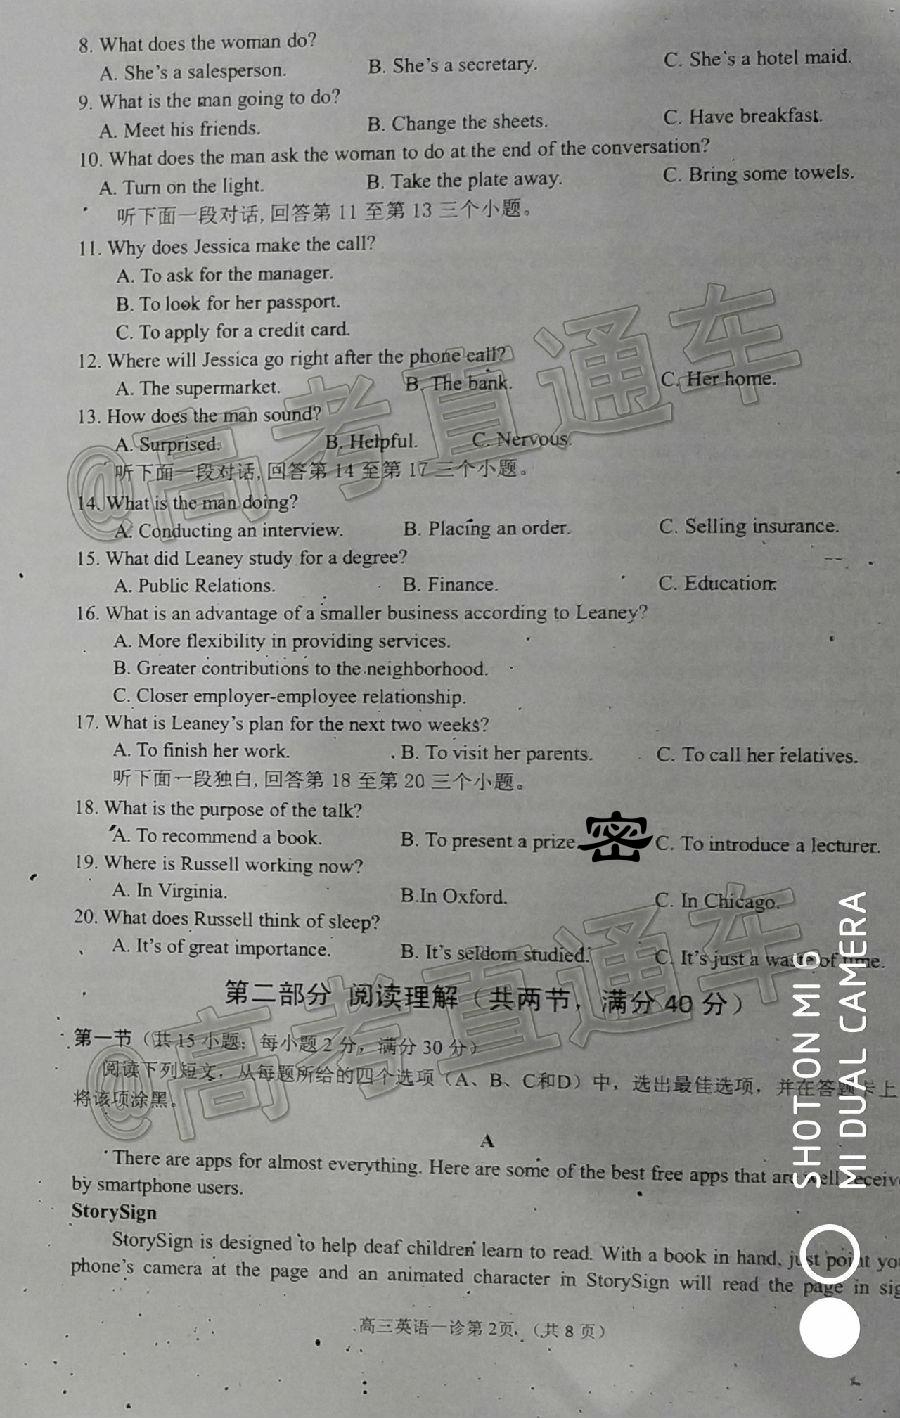 8. What does the woman do?
A. She's a salesperson. B. She's a secretary. C. She's a hotel maid.
9. What is the man going to do?
A. Meet his friends. B. Change the sheets. C. Have breakfast.
10. What does the man ask the woman to do at the end of the conversation?
A. Turn on the light. B. Take the plate away. C. Bring some towels.
听下面一段对话,回答第 11 至第 13 三个小题。
11. Why does Jessica make the call?
A. To ask for the manager.
B. To look for her passport.
C. To apply for a credit card.
12. Where will Jessica go right after the phone call?
A. The supermarket. B. The bank. C. Her home.
13. How does the man sound?
A. Surprised. B. Helpful. C. Nervous.
听下面一段对话,回答第 14 至第 17 三个小题。
14. What is the man doing?
A. Conducting an interview. B. Placing an order. C. Selling insurance.
15. What did Leaney study for a degree?
A. Public Relations. B. Finance. C. Education.
16. What is an advantage of a smaller business according to Leaney?
A. More flexibility in providing services.
B. Greater contributions to the neighborhood.
C. Closer employer-employee relationship.
17. What is Leaney's plan for the next two weeks?
A. To finish her work. B. To visit her parents. C. To call her relatives.
听下面一段独白,回答第 18 至第 20 三个小题。
18. What is the purpose of the talk?
A. To recommend a book. B. To present a prize 密 C. To introduce a lecturer.
19. Where is Russell working now?
A. In Virginia. B.In Oxford. C. In Chicago.
20. What does Russell think of sleep?
A. It's of great importance. B. It's seldom studied. C. It's just a waste of time.
第二部分 阅读理解（共两节，满分 40 分）
第一节（共 15 小题；每小题 2 分，满分 30 分）
阅读下列短文，从每题所给的四个选项（A、B、C和D）中，选出最佳选项，并在答题卡上
将该项涂黑。
A
There are apps for almost everything. Here are some of the best free apps that are well receiv
by smartphone users.
StorySign
StorySign is designed to help deaf children learn to read. With a book in hand, just point yo
phone's camera at the page and an animated character in StorySign will read the page in sig
高三英语一诊第 2页 （共 8 页）
@高考直通车
@高考直通车
SHOT ON MI 6
MI DUAL CAMERA